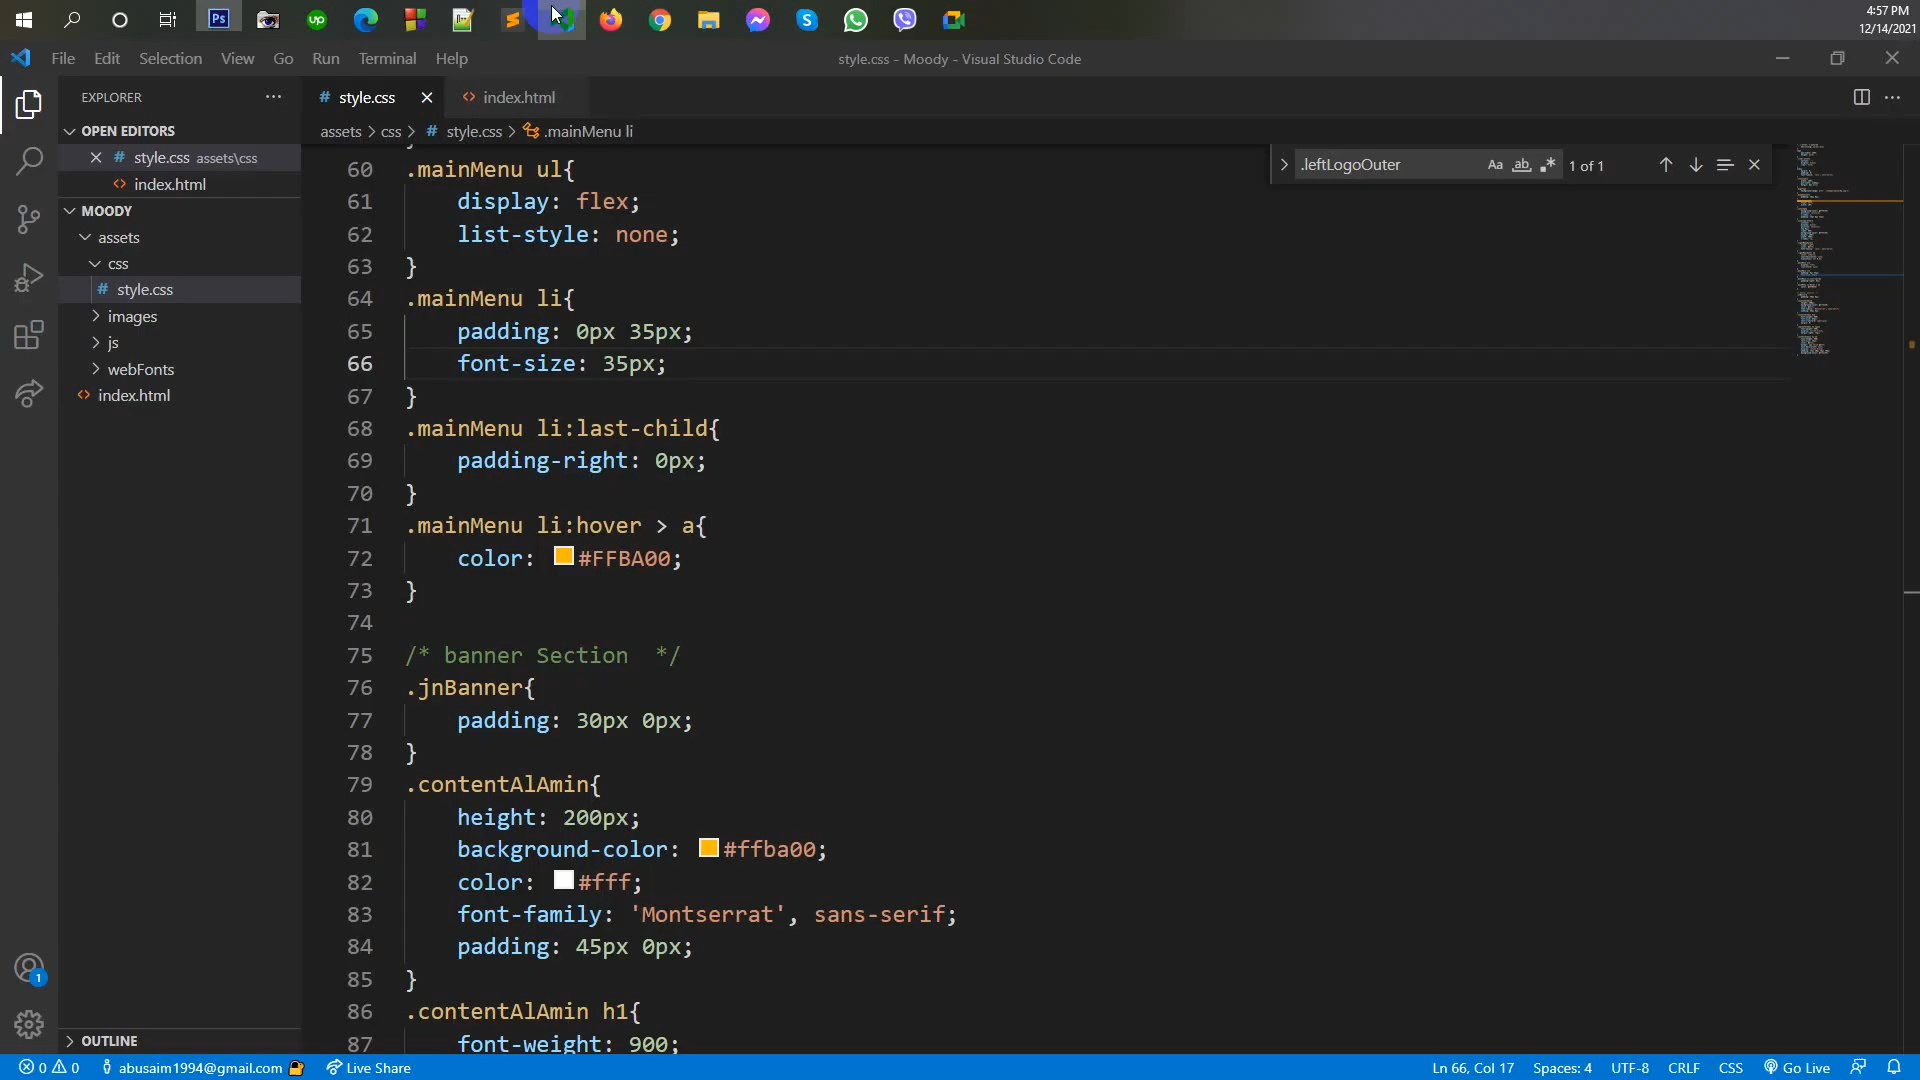 Ps
up
4:57 PM
12/14/2021
File Edit Selection View Go Run Terminal Help
style.css - Moody - Visual Studio Code
EXPLORER
# style.css
<> index.html
OPEN EDITORS
# style.css assets\css
<> index.html
assets > css > # style.css > .mainMenu li
.leftLogoOuter Aa ab .* 1 of 1
MOODY
assets
css
# style.css
images
js
webFonts
<> index.html
60 .mainMenu ul{
61 display: flex;
62 list-style: none;
63 }
64 .mainMenu li{
65 padding: 0px 35px;
66 font-size: 35px;
67 }
68 .mainMenu li:last-child{
69 padding-right: 0px;
70 }
71 .mainMenu li:hover > a{
72 color: #FFBA00;
73 }
74
75 /* banner Section  */
76 .jnBanner{
77 padding: 30px 0px;
78 }
79 .contentAlAmin{
80 height: 200px;
81 background-color: #ffba00;
82 color: #fff;
83 font-family: 'Montserrat', sans-serif;
84 padding: 45px 0px;
85 }
86 .contentAlAmin h1{
87 font-weight: 900;
1
OUTLINE
0 0 abusaim1994@gmail.com Live Share
Ln 66, Col 17 Spaces: 4 UTF-8 CRLF CSS Go Live